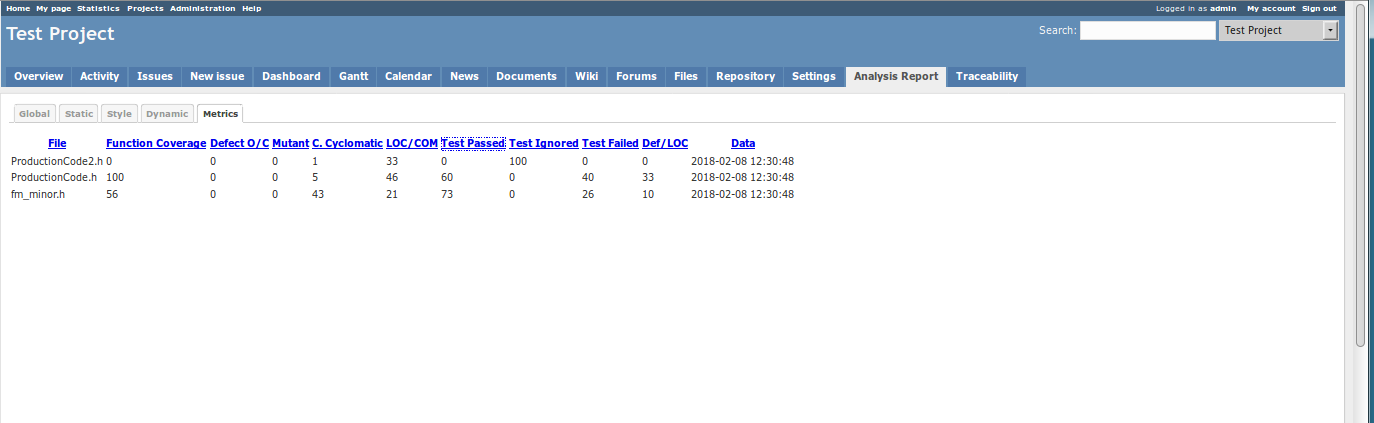 Home My page Statistics Projects Administration Help Logged in as admin My account Sign out
Test Project Search: Test Project
Overview Activity Issues New issue Dashboard Gantt Calendar News Documents Wiki Forums Files Repository Settings Analysis Report Traceability
Global Static Style Dynamic Metrics
File Function Coverage Defect O/C Mutant C. Cyclomatic LOC/COM Test Passed Test Ignored Test Failed Def/LOC Data
ProductionCode2.h 0 0 0 1 33 0 100 0 0 2018-02-08 12:30:48
ProductionCode.h 100 0 0 5 46 60 0 40 33 2018-02-08 12:30:48
fm_minor.h 56 0 0 43 21 73 0 26 10 2018-02-08 12:30:48